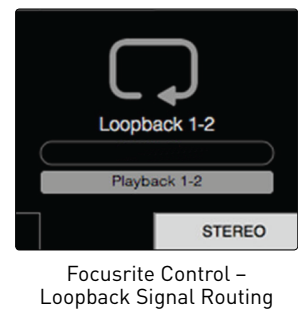 Loopback 1-2
Playback 1-2
STEREO
Focusrite Control –
Loopback Signal Routing